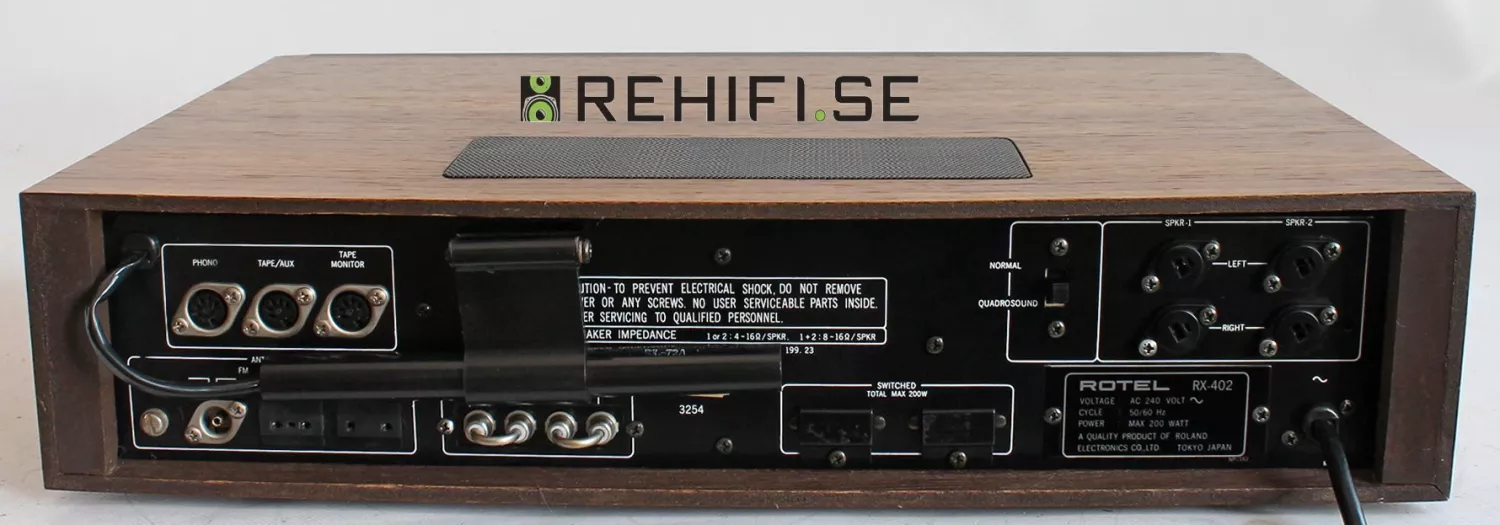 REHIFI.SE
SPKR-1
SPKR-2
PHONO
TAPE/AUX
TAPE
MONITOR
NORMAL
QUADROSOUND
LEFT
RIGHT
UTION- TO PREVENT ELECTRICAL SHOCK, DO NOT REMOVE
VER OR ANY SCREWS. NO USER SERVICEABLE PARTS INSIDE.
ER SERVICING TO QUALIFIED PERSONNEL.
AKER IMPEDANCE 1 or 2 : 4-16Ω/SPKR, 1+2 : 8-16Ω/SPKR
199. 23
ANT
FM
3254
SWITCHED
TOTAL MAX 200W
ROTEL RX-402
VOLTAGE : AC 240 VOLT ~
CYCLE : 50/60 Hz
POWER : MAX 200 WATT
A QUALITY PRODUCT OF ROLAND
ELECTRONICS CO.,LTD TOKYO JAPAN
~